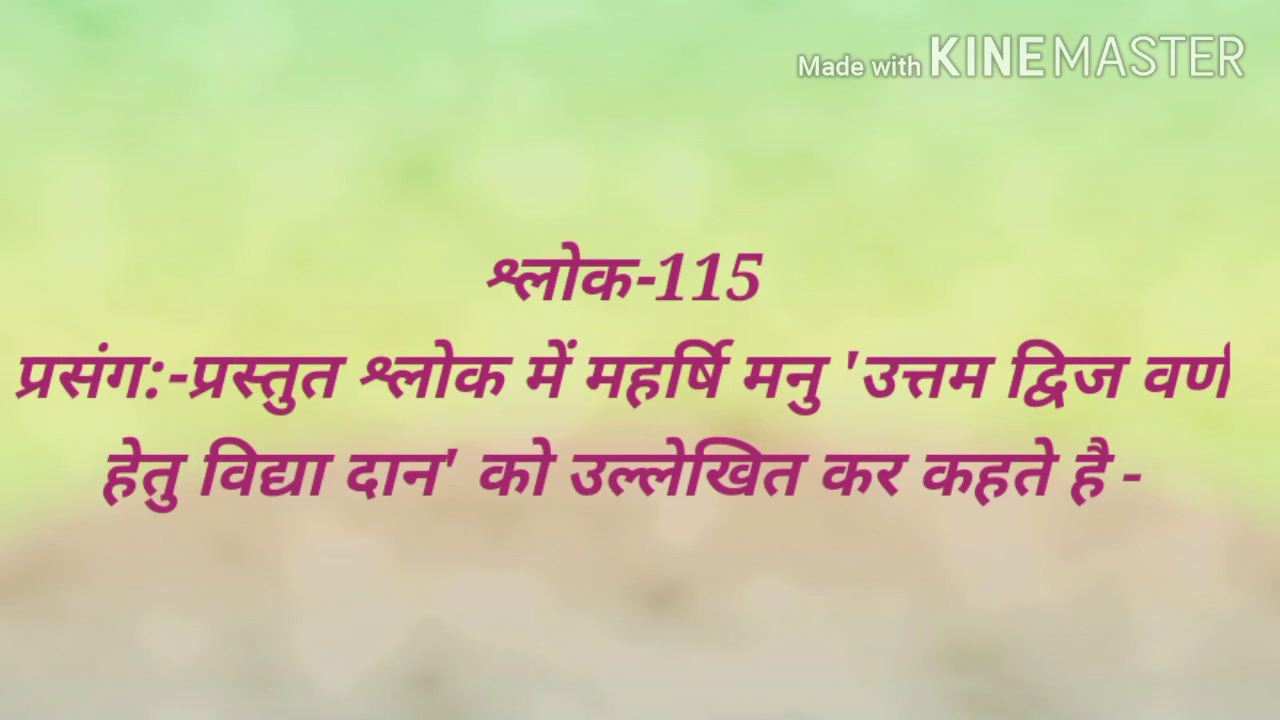 Made with KINEMASTER
श्लोक-115
प्रसंग:-प्रस्तुत श्लोक में महर्षि मनु 'उत्तम द्विज वर्ण
हेतु विद्या दान' को उल्लेखित कर कहते है -